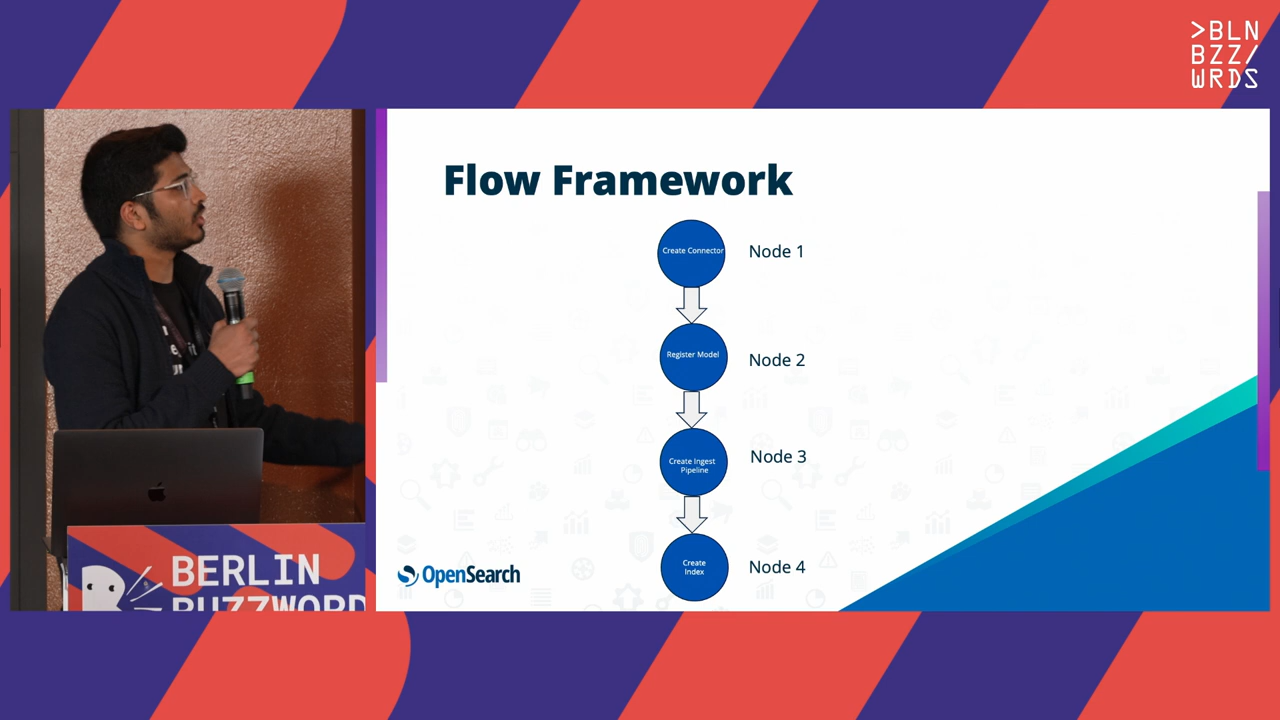 >BLN
BZZ/
WRDS
Flow Framework
Create Connector
Node 1
Register Model
Node 2
Create Ingest
Pipeline
Node 3
Create
Index
Node 4
OpenSearch
BERLIN
BUZZWORD